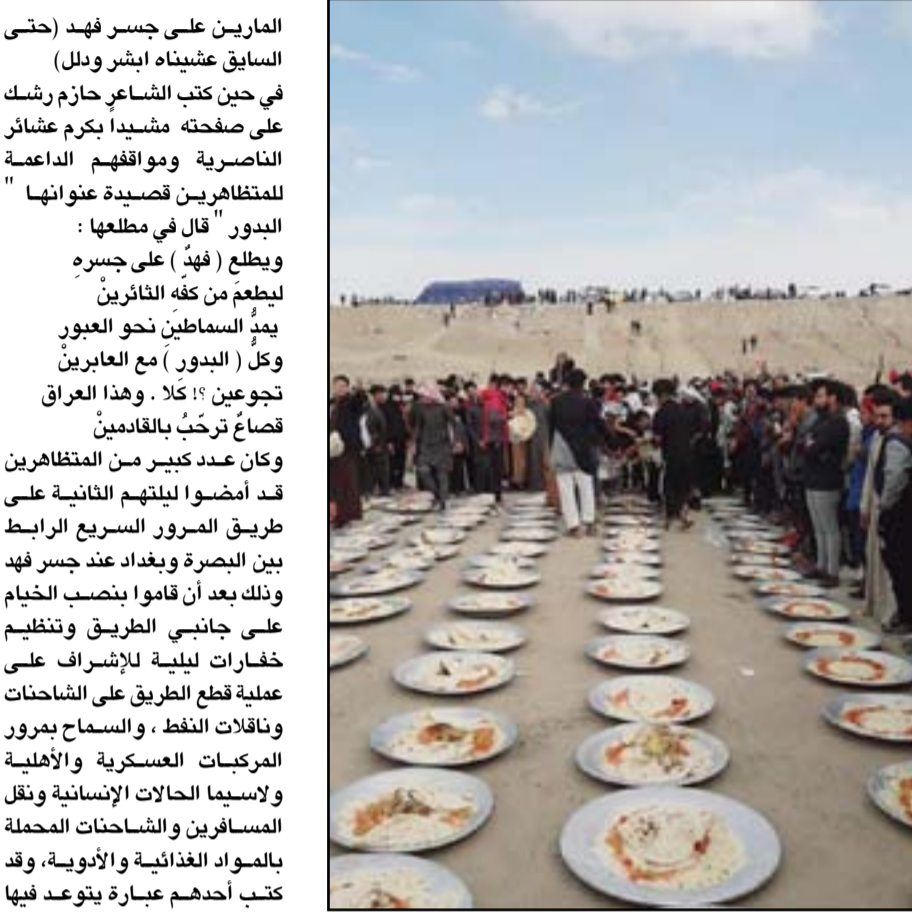 المارين على جسر فهد (حتى
السايق عشيناه ابشر ودلل)
في حين كتب الشاعر حازم رشك
على صفحته مشيداً بكرم عشائر
الناصرية ومواقفهم الداعمة
للمتظاهرين قصيدة عنوانها "
البدور " قال في مطلعها :
ويطلع ( فهدٌ ) على جسرهِ
ليطعمَ من كفّه الثائرينْ
يمدُّ السماطينِ نحو العبور
وكلُّ ( البدور ) مع العابرينْ
تجوعين ؟! كَلا . وهذا العراق
قصاعٌ ترحّبُ بالقادمينْ
وكان عدد كبير من المتظاهرين
قد أمضوا ليلتهم الثانية على
طريق المرور السريع الرابط
بين البصرة وبغداد عند جسر فهد
وذلك بعد أن قاموا بنصب الخيام
على جانبي الطريق وتنظيم
خفارات ليلية للإشراف على
عملية قطع الطريق على الشاحنات
وناقلات النفط ، والسماح بمرور
المركبات العسكرية والأهلية
ولاسيما الحالات الإنسانية ونقل
المسافرين والشاحنات المحملة
بالمواد الغذائية والأدوية، وقد
كتب أحدهم عبارة يتوعد فيها